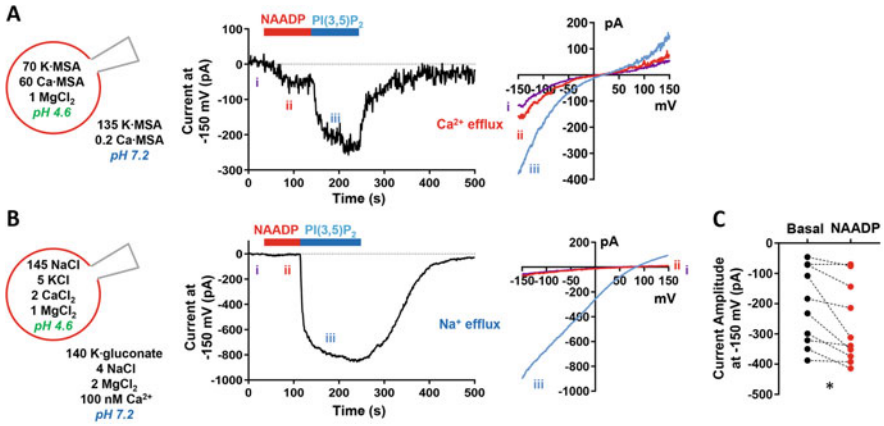 A
70 K·MSA
60 Ca·MSA
1 MgCl₂
pH 4.6
135 K·MSA
0.2 Ca·MSA
pH 7.2
NAADP PI(3,5)P₂
0
-100
-200
-300
Current at
-150 mV (pA)
i
ii
iii
Ca²⁺ efflux
0 100 200 300 400 500
Time (s)
pA
200
100
-150 -100 -50 50 100 150
mV
-100
-200
-300
-400
i
ii
iii
B
145 NaCl
5 KCl
2 CaCl₂
1 MgCl₂
pH 4.6
140 K-gluconate
4 NaCl
2 MgCl₂
100 nM Ca²⁺
pH 7.2
NAADP PI(3,5)P₂
0
-200
-400
-600
-800
-1000
Current at
-150 mV (pA)
i
ii
iii
Na⁺ efflux
0 100 200 300 400 500
Time (s)
pA
200
-150 -100 -50 50 100 150
mV
-200
-400
-600
-800
-1000
ii
i
iii
C
Basal NAADP
0
-100
-200
-300
-400
-500
Current Amplitude
at -150 mV (pA)
*